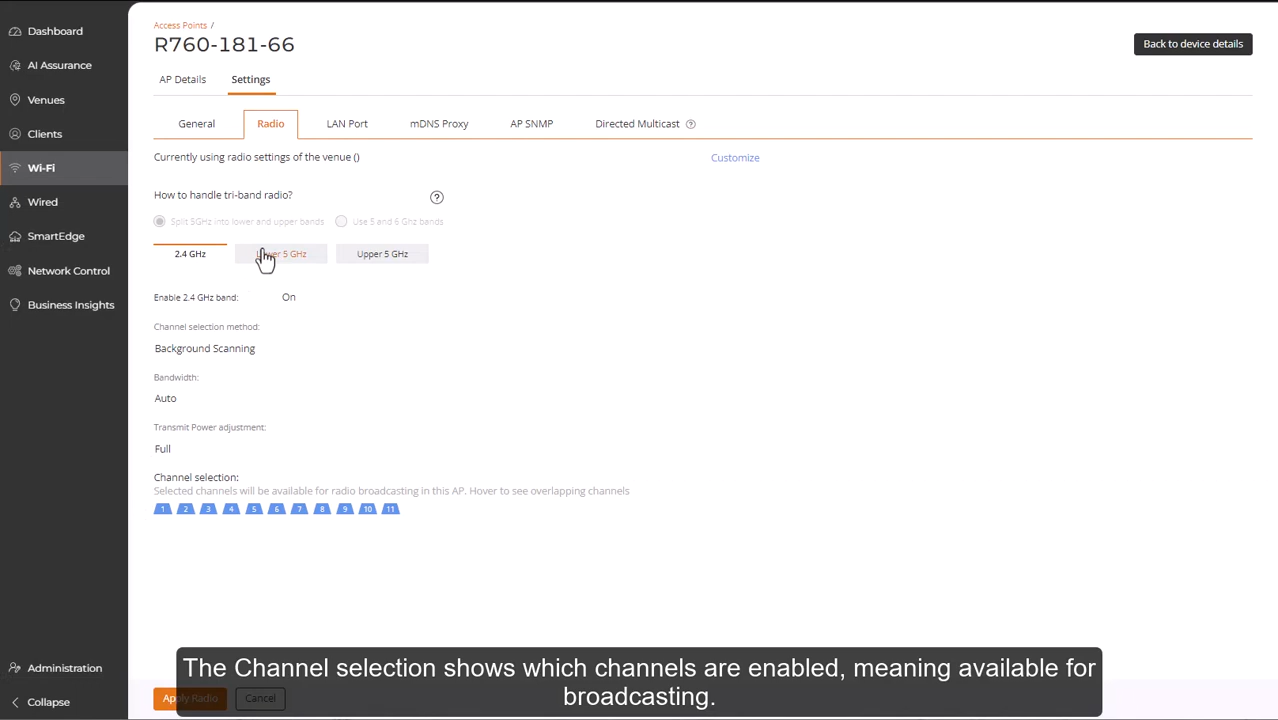 Dashboard
AI Assurance
Venues
Clients
Wi-Fi
Wired
SmartEdge
Network Control
Business Insights
Administration
Collapse
Access Points /
R760-181-66
Back to device details
AP Details Settings
General Radio LAN Port mDNS Proxy AP SNMP Directed Multicast ?
Currently using radio settings of the venue () Customize
How to handle tri-band radio? ?
Split 5GHz into lower and upper bands Use 5 and 6 Ghz bands
2.4 GHz Lower 5 GHz Upper 5 GHz
Enable 2.4 GHz band: On
Channel selection method:
Background Scanning
Bandwidth:
Auto
Transmit Power adjustment:
Full
Channel selection:
Selected channels will be available for radio broadcasting in this AP. Hover to see overlapping channels
1 2 3 4 5 6 7 8 9 10 11
Apply Radio Cancel
The Channel selection shows which channels are enabled, meaning available for
broadcasting.